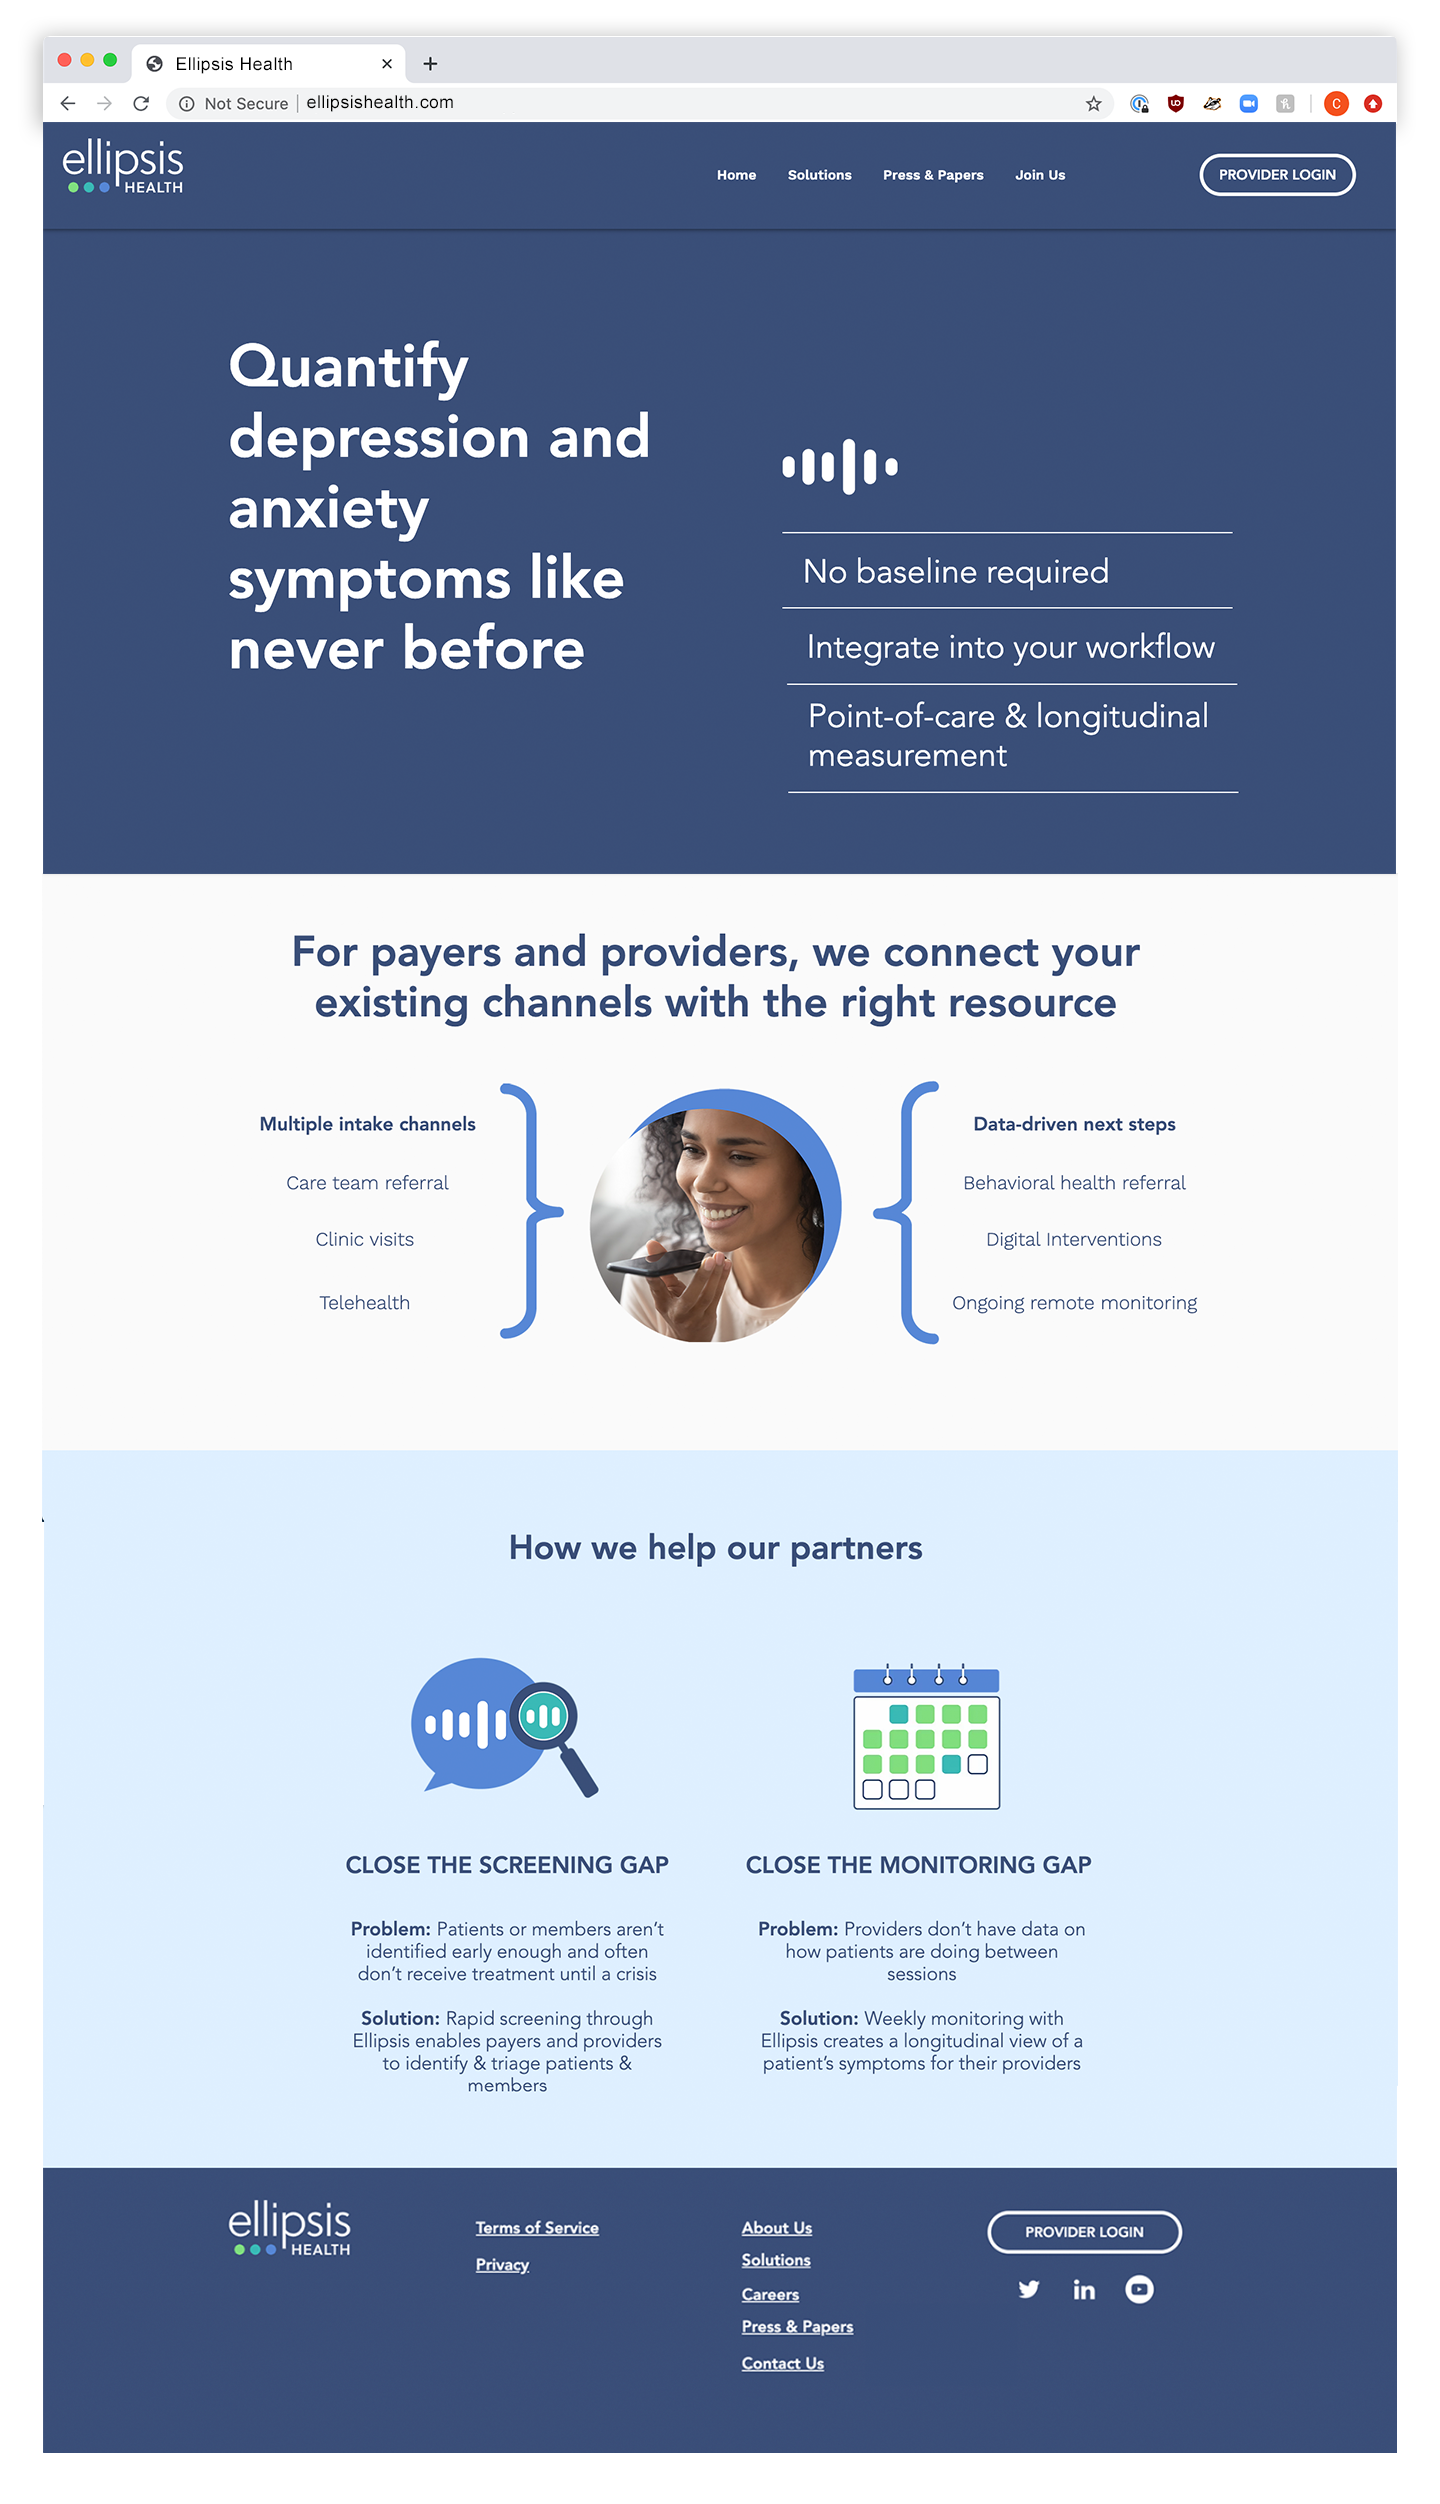 Ellipsis Health
Not Secure | ellipsishealth.com
ellipsis
HEALTH
Home
Solutions
Press & Papers
Join Us
PROVIDER LOGIN
Quantify
depression and
anxiety
symptoms like
never before
No baseline required
Integrate into your workflow
Point-of-care & longitudinal
measurement
For payers and providers, we connect your
existing channels with the right resource
Multiple intake channels
Care team referral
Clinic visits
Telehealth
Data-driven next steps
Behavioral health referral
Digital Interventions
Ongoing remote monitoring
How we help our partners
CLOSE THE SCREENING GAP
Problem: Patients or members aren't
identified early enough and often
don't receive treatment until a crisis
Solution: Rapid screening through
Ellipsis enables payers and providers
to identify & triage patients &
members
CLOSE THE MONITORING GAP
Problem: Providers don't have data on
how patients are doing between
sessions
Solution: Weekly monitoring with
Ellipsis creates a longitudinal view of a
patient's symptoms for their providers
ellipsis
HEALTH
Terms of Service
Privacy
About Us
Solutions
Careers
Press & Papers
Contact Us
PROVIDER LOGIN